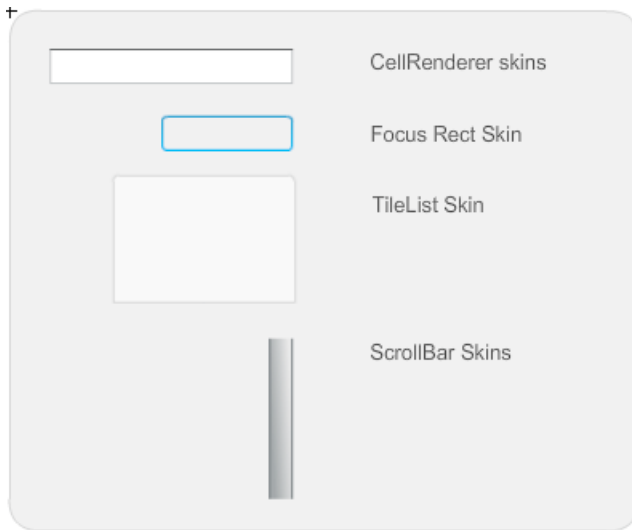 CellRenderer skins
Focus Rect Skin
TileList Skin
ScrollBar Skins